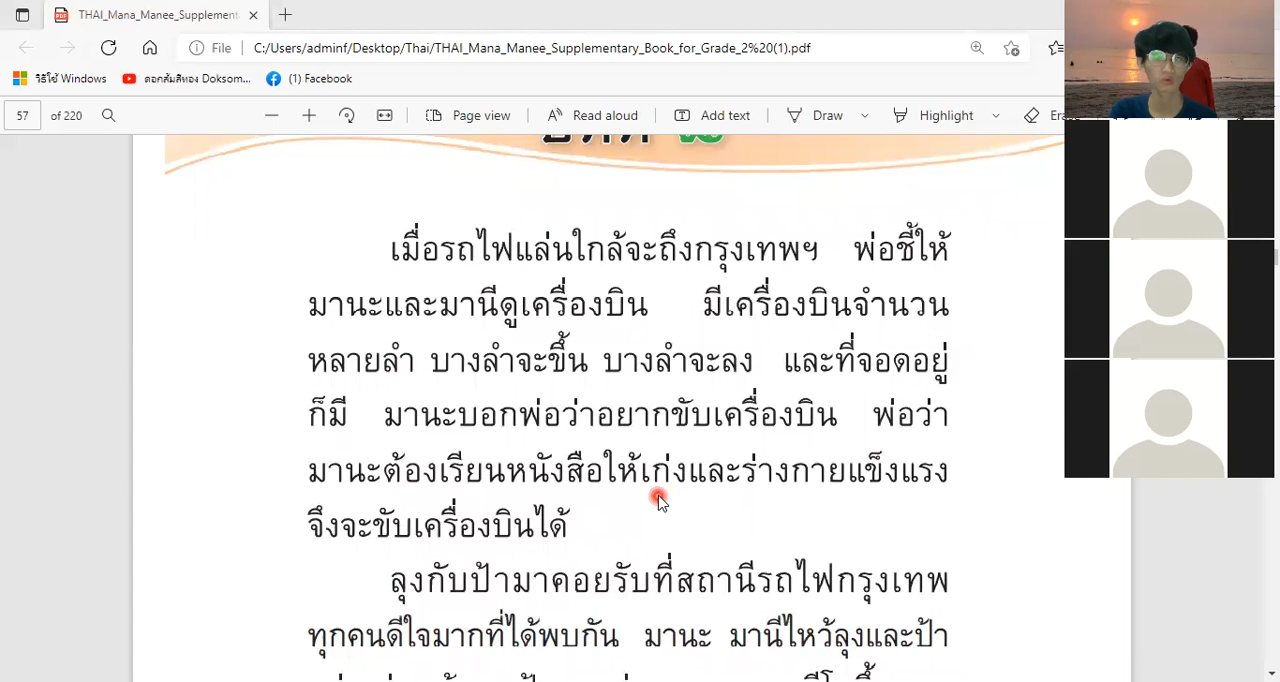 THAI_Mana_Manee_Supplement
File C:/Users/adminf/Desktop/Thai/THAI_Mana_Manee_Supplementary_Book_for_Grade_2%20(1).pdf
วิธีใช้ Windows ดอกส้มสีทอง Doksom... (1) Facebook
57 of 220 Page view Read aloud Add text Draw Highlight
เมื่อรถไฟแล่นใกล้จะถึงกรุงเทพฯ พ่อชี้ให้
มานะและมานีดูเครื่องบิน มีเครื่องบินจำนวน
หลายลำ บางลำจะขึ้น บางลำจะลง และที่จอดอยู่
ก็มี มานะบอกพ่อว่าอยากขับเครื่องบิน พ่อว่า
มานะต้องเรียนหนังสือให้เก่งและร่างกายแข็งแรง
จึงจะขับเครื่องบินได้
ลุงกับป้ามาคอยรับที่สถานีรถไฟกรุงเทพ
ทุกคนดีใจมากที่ได้พบกัน มานะ มานีไหว้ลุงและป้า